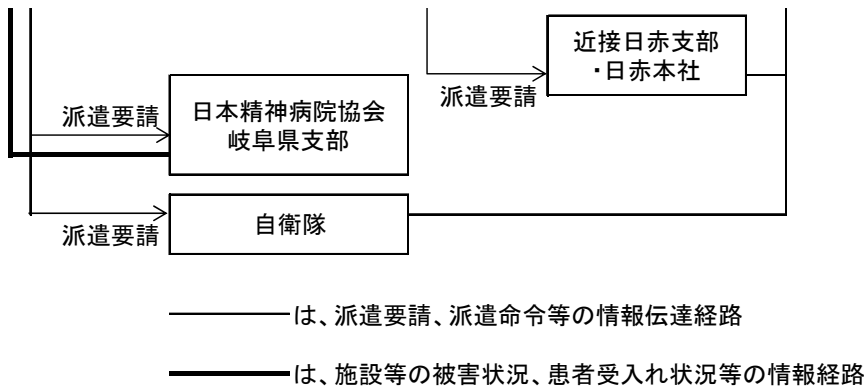 近接日赤支部
・日赤本社
派遣要請
派遣要請
日本精神病院協会
岐阜県支部
派遣要請
自衛隊
は、派遣要請、派遣命令等の情報伝達経路
は、施設等の被害状況、患者受入れ状況等の情報経路